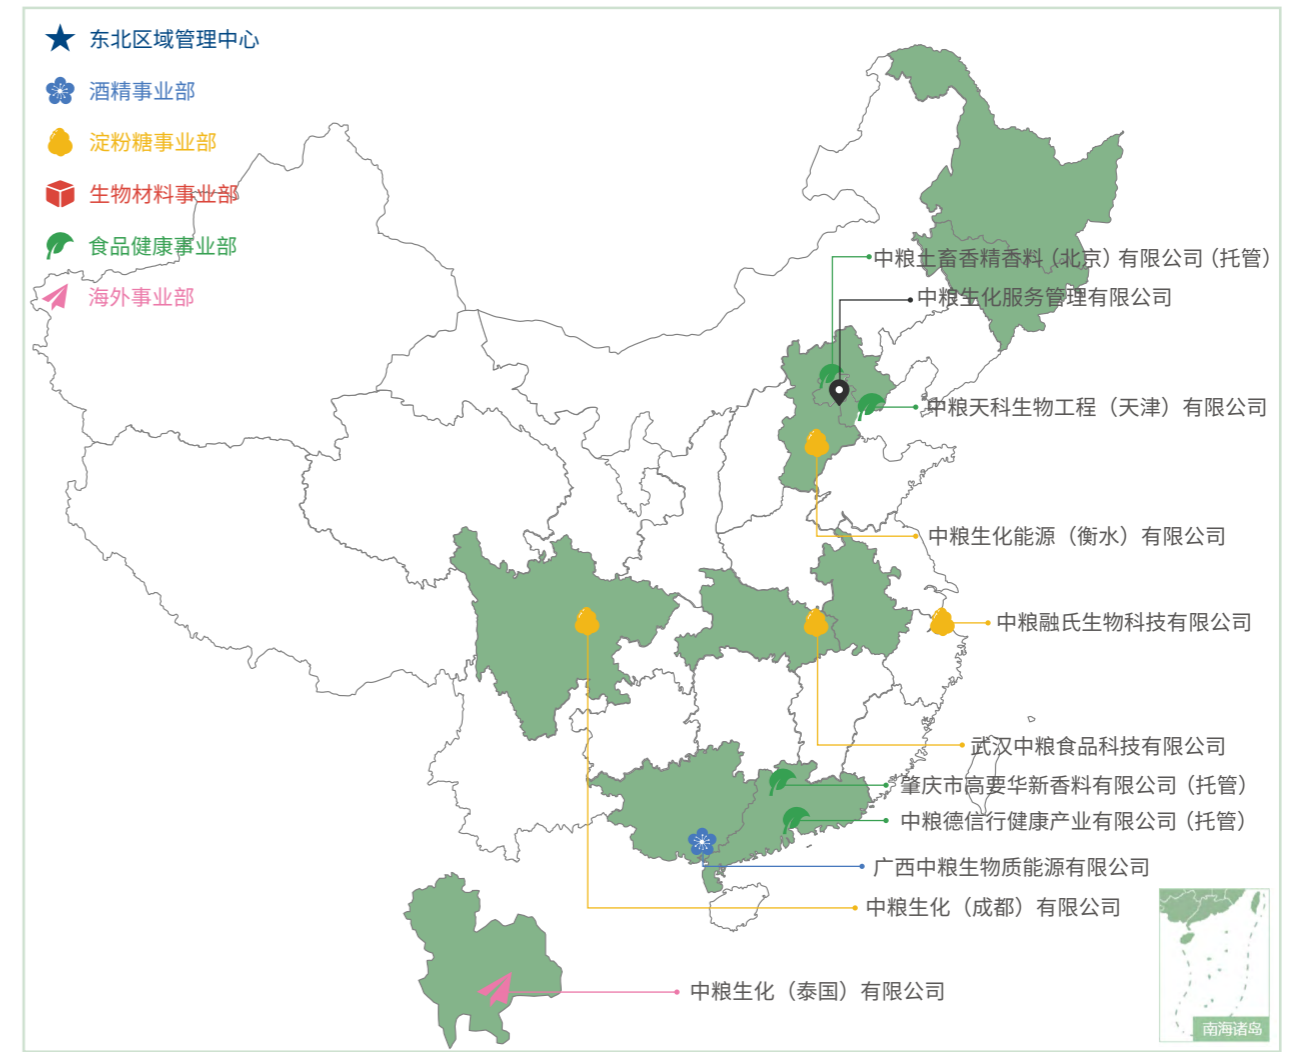 东北区域管理中心
酒精事业部
淀粉糖事业部
生物材料事业部
食品健康事业部
海外事业部
中粮土畜香精香料（北京）有限公司（托管）
中粮生化服务管理有限公司
中粮天科生物工程（天津）有限公司
中粮生化能源（衡水）有限公司
中粮融氏生物科技有限公司
武汉中粮食品科技有限公司
肇庆市高要华新香料有限公司（托管）
中粮德信行健康产业有限公司（托管）
广西中粮生物质能源有限公司
中粮生化（成都）有限公司
中粮生化（泰国）有限公司
南海诸岛